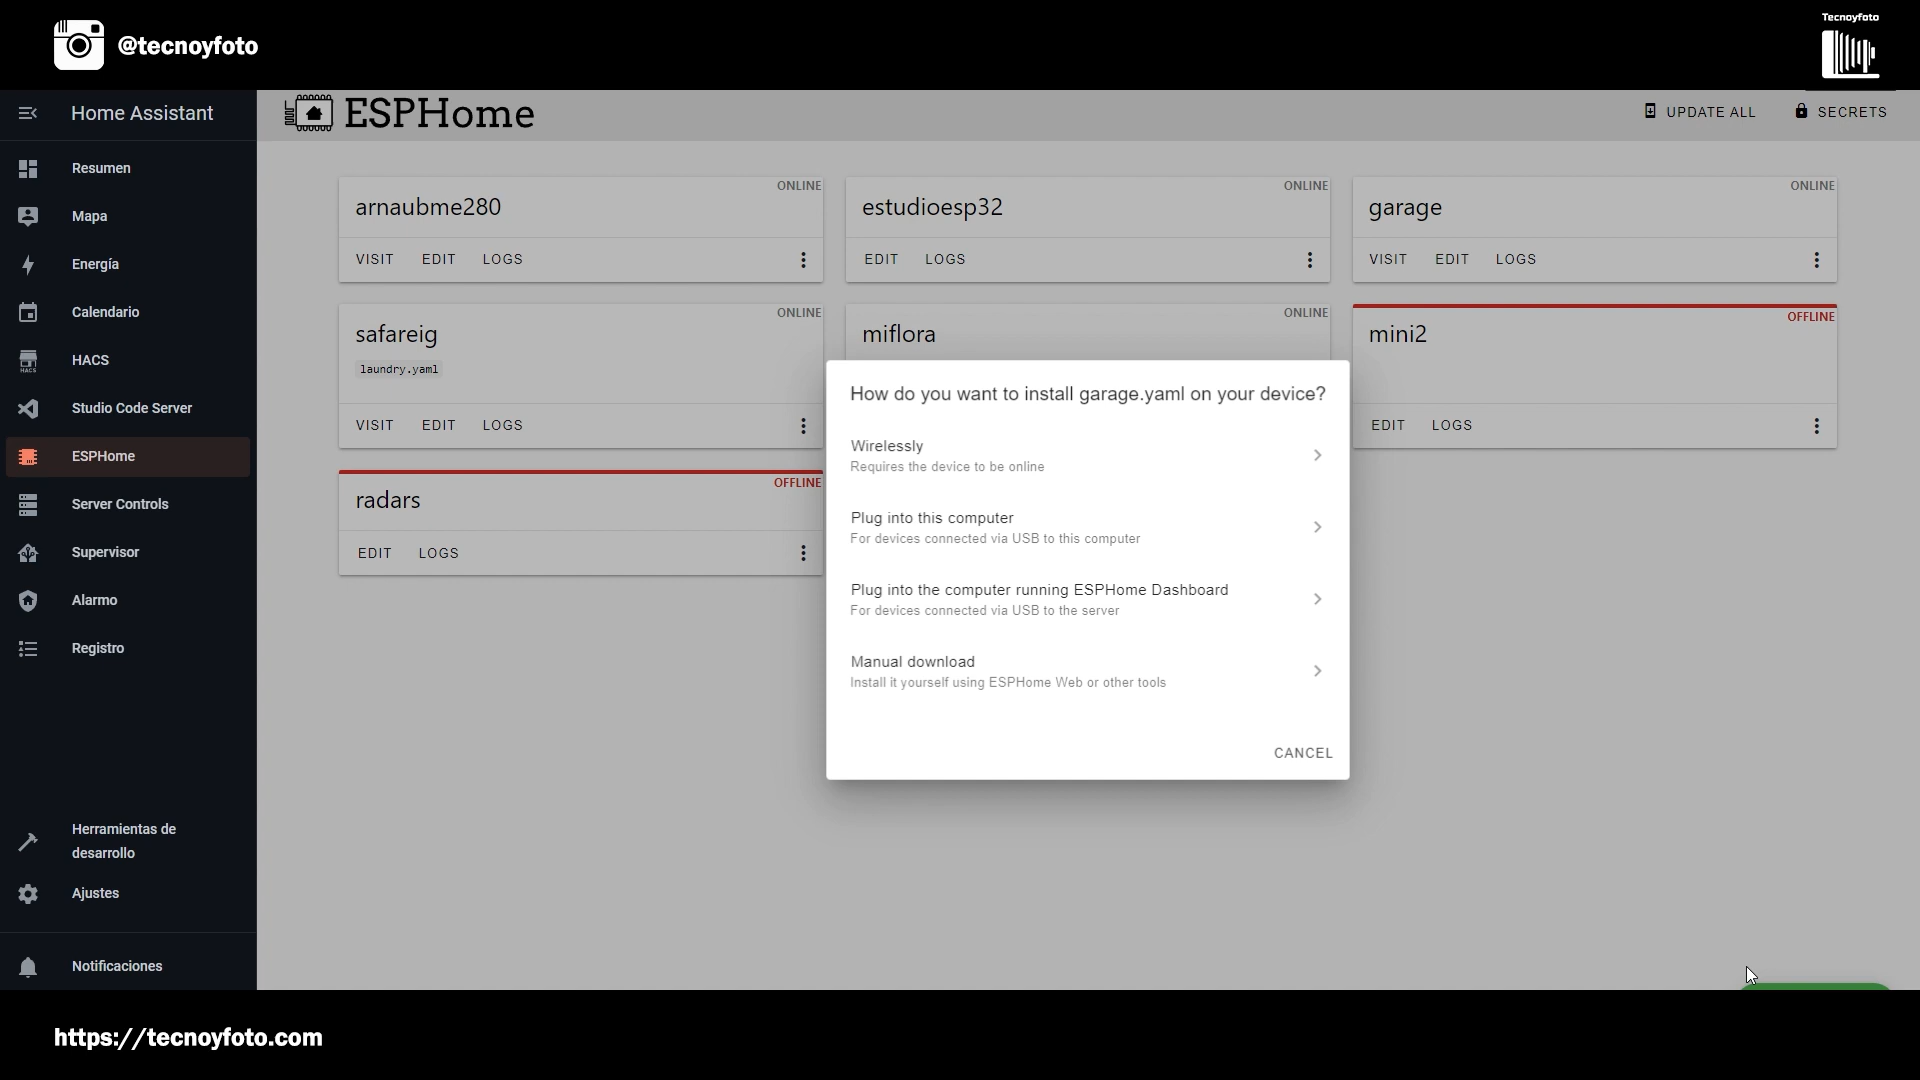 @tecnoyfoto
Tecnoyfoto
Home Assistant
ESPHome
UPDATE ALL
SECRETS
Resumen
Mapa
Energía
Calendario
HACS
HACS
Studio Code Server
ESPHome
Server Controls
Supervisor
Alarmo
Registro
Herramientas de
desarrollo
Ajustes
Notificaciones
ONLINE
arnaubme280
VISIT EDIT LOGS
ONLINE
estudioesp32
EDIT LOGS
ONLINE
garage
VISIT EDIT LOGS
ONLINE
safareig
laundry.yaml
VISIT EDIT LOGS
ONLINE
miflora
OFFLINE
mini2
EDIT LOGS
OFFLINE
radars
EDIT LOGS
How do you want to install garage.yaml on your device?
Wirelessly
Requires the device to be online
Plug into this computer
For devices connected via USB to this computer
Plug into the computer running ESPHome Dashboard
For devices connected via USB to the server
Manual download
Install it yourself using ESPHome Web or other tools
CANCEL
https://tecnoyfoto.com